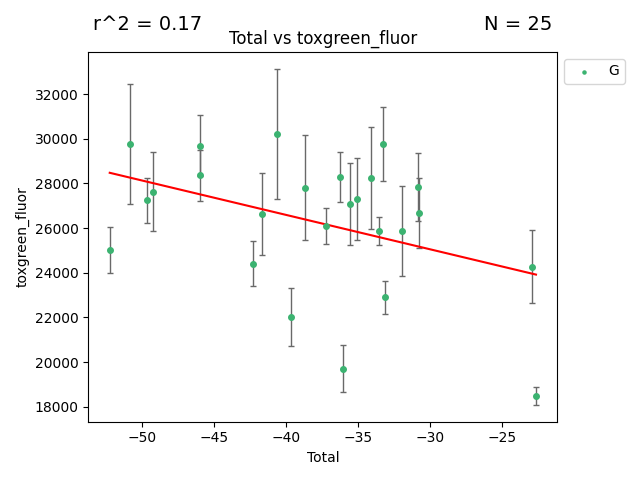 r^2 = 0.17
N = 25
Total vs toxgreen_fluor
G
32000
30000
28000
26000
24000
22000
20000
18000
toxgreen_fluor
−50
−45
−40
−35
−30
−25
Total